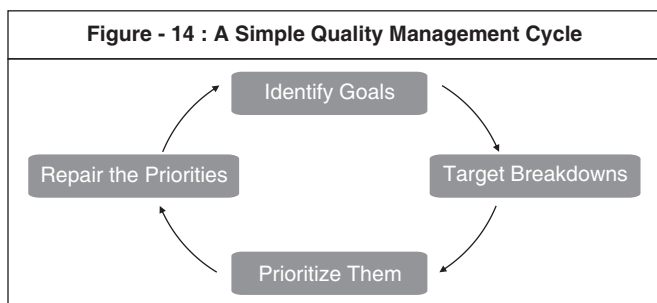 Figure - 14 : A Simple Quality Management Cycle
Identify Goals
Target Breakdowns
Prioritize Them
Repair the Priorities